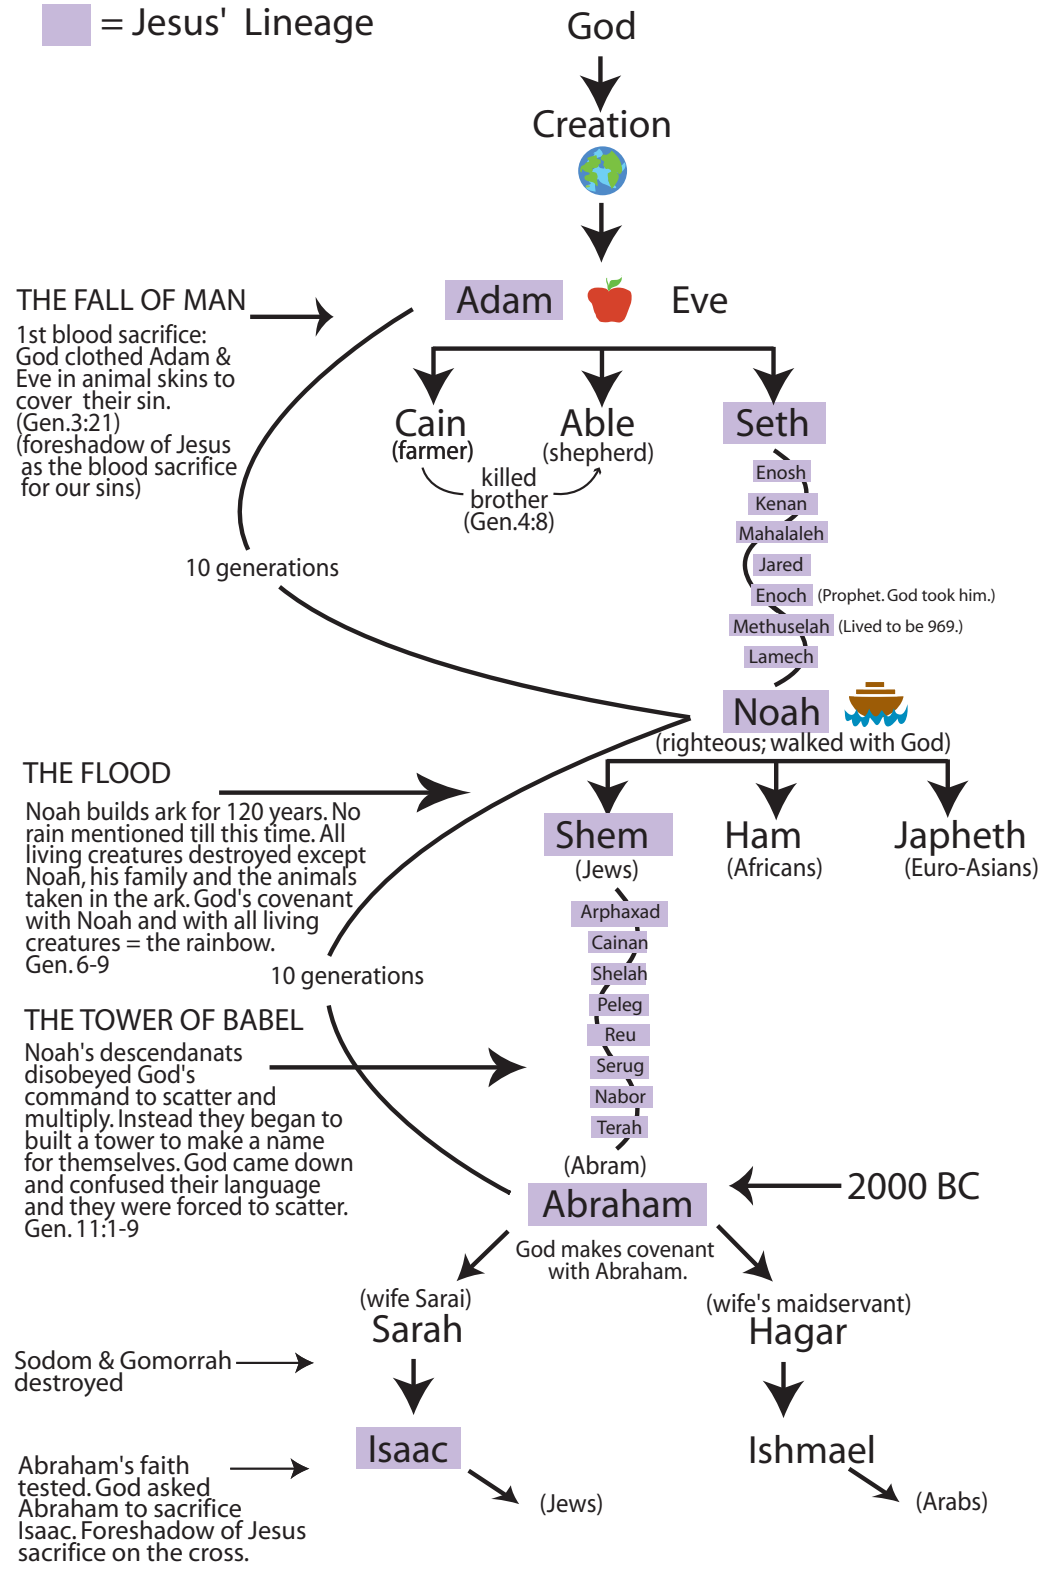 = Jesus' Lineage
God
Creation
THE FALL OF MAN
1st blood sacrifice:
God clothed Adam &
Eve in animal skins to
cover their sin.
(Gen.3:21)
(foreshadow of Jesus
as the blood sacrifice
for our sins)
Adam
Eve
Cain
(farmer)
Able
(shepherd)
killed
brother
(Gen.4:8)
Seth
Enosh
Kenan
Mahalaleh
Jared
Enoch (Prophet. God took him.)
Methuselah (Lived to be 969.)
Lamech
10 generations
Noah
(righteous; walked with God)
THE FLOOD
Noah builds ark for 120 years. No
rain mentioned till this time. All
living creatures destroyed except
Noah, his family and the animals
taken in the ark. God's covenant
with Noah and with all living
creatures = the rainbow.
Gen. 6-9
Shem
(Jews)
Ham
(Africans)
Japheth
(Euro-Asians)
Arphaxad
Cainan
Shelah
Peleg
Reu
Serug
Nabor
Terah
10 generations
THE TOWER OF BABEL
Noah's descendanats
disobeyed God's
command to scatter and
multiply. Instead they began to
built a tower to make a name
for themselves. God came down
and confused their language
and they were forced to scatter.
Gen. 11:1-9
(Abram)
Abraham
2000 BC
God makes covenant
with Abraham.
(wife Sarai)
Sarah
(wife's maidservant)
Hagar
Sodom & Gomorrah
destroyed
Isaac
(Jews)
Ishmael
(Arabs)
Abraham's faith
tested. God asked
Abraham to sacrifice
Isaac. Foreshadow of Jesus
sacrifice on the cross.